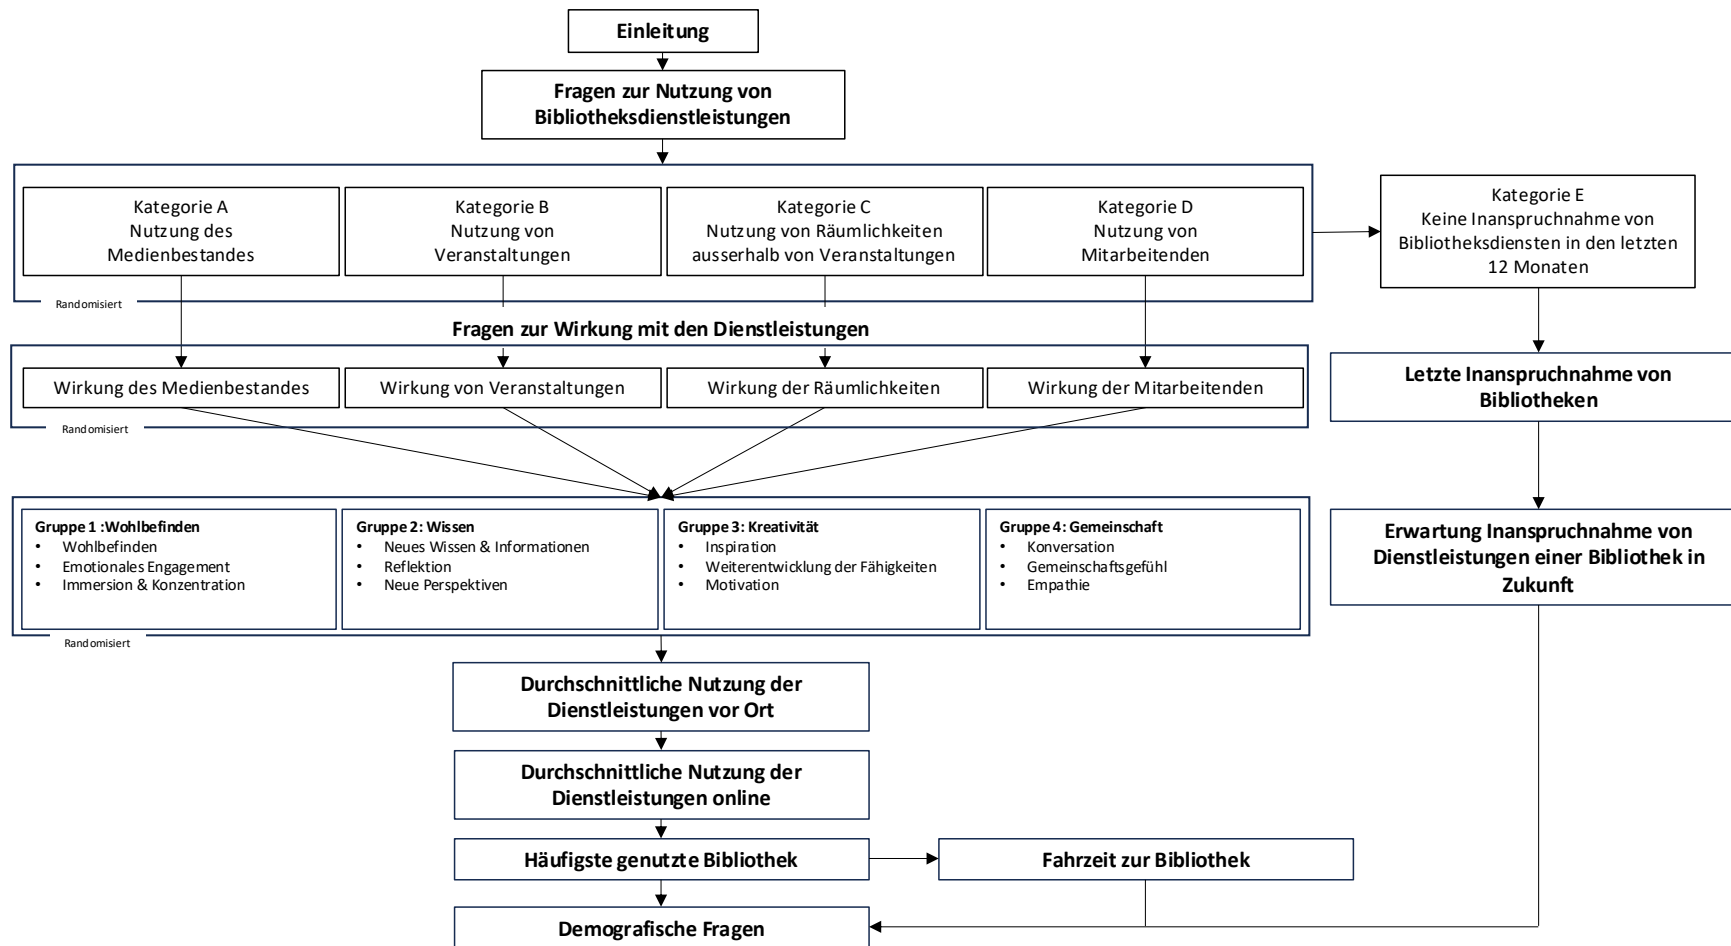 Einleitung
Fragen zur Nutzung von
Bibliotheksdienstleistungen
Kategorie A
Nutzung des
Medienbestandes
Kategorie B
Nutzung von
Veranstaltungen
Kategorie C
Nutzung von Räumlichkeiten
ausserhalb von Veranstaltungen
Kategorie D
Nutzung von
Mitarbeitenden
Kategorie E
Keine Inanspruchnahme von
Bibliotheksdiensten in den letzten
12 Monaten
Randomisiert
Fragen zur Wirkung mit den Dienstleistungen
Wirkung des Medienbestandes
Wirkung von Veranstaltungen
Wirkung der Räumlichkeiten
Wirkung der Mitarbeitenden
Randomisiert
Letzte Inanspruchnahme von
Bibliotheken
Gruppe 1 :Wohlbefinden
• Wohlbefinden
• Emotionales Engagement
• Immersion & Konzentration
Gruppe 2: Wissen
• Neues Wissen & Informationen
• Reflektion
• Neue Perspektiven
Gruppe 3: Kreativität
• Inspiration
• Weiterentwicklung der Fähigkeiten
• Motivation
Gruppe 4: Gemeinschaft
• Konversation
• Gemeinschaftsgefühl
• Empathie
Randomisiert
Erwartung Inanspruchnahme von
Dienstleistungen einer Bibliothek in
Zukunft
Durchschnittliche Nutzung der
Dienstleistungen vor Ort
Durchschnittliche Nutzung der
Dienstleistungen online
Häufigste genutzte Bibliothek
Fahrzeit zur Bibliothek
Demografische Fragen